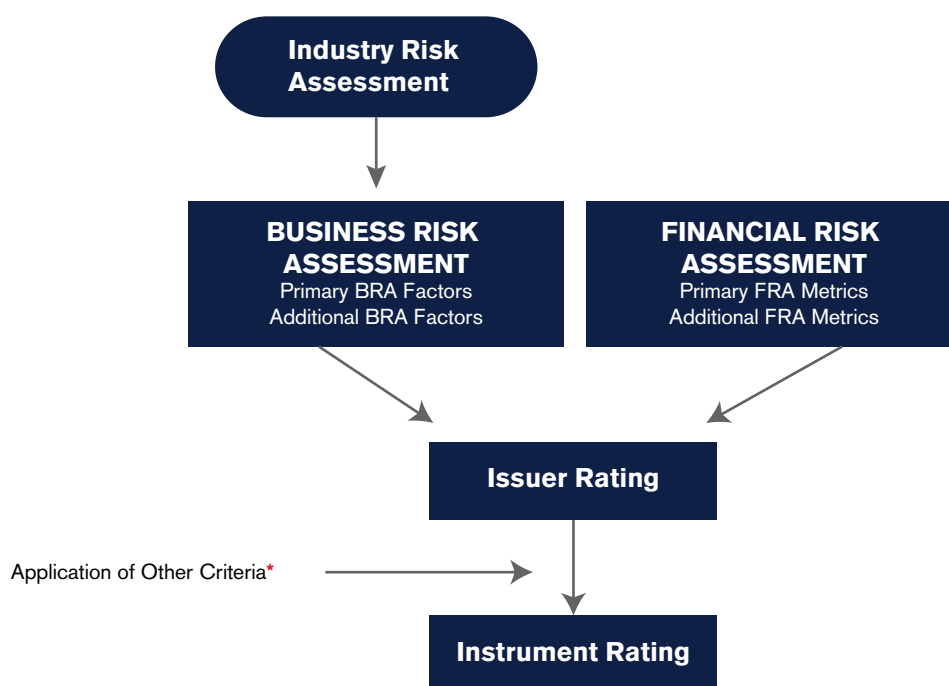 Industry Risk
Assessment
BUSINESS RISK
ASSESSMENT
Primary BRA Factors
Additional BRA Factors
FINANCIAL RISK
ASSESSMENT
Primary FRA Metrics
Additional FRA Metrics
Issuer Rating
Application of Other Criteria*
Instrument Rating